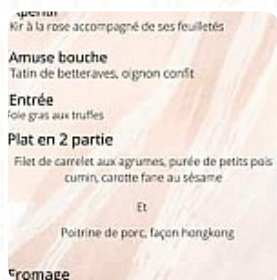 Apéritif
Kir à la rose accompagné de ses feuilletés
Amuse bouche
Tatin de betteraves, oignon confit
Entrée
Foie gras aux truffes
Plat en 2 partie
Filet de carrelet aux agrumes, purée de petits pois
cumin, carotte fane au sésame
Et
Poitrine de porc, façon hongkong
Fromage